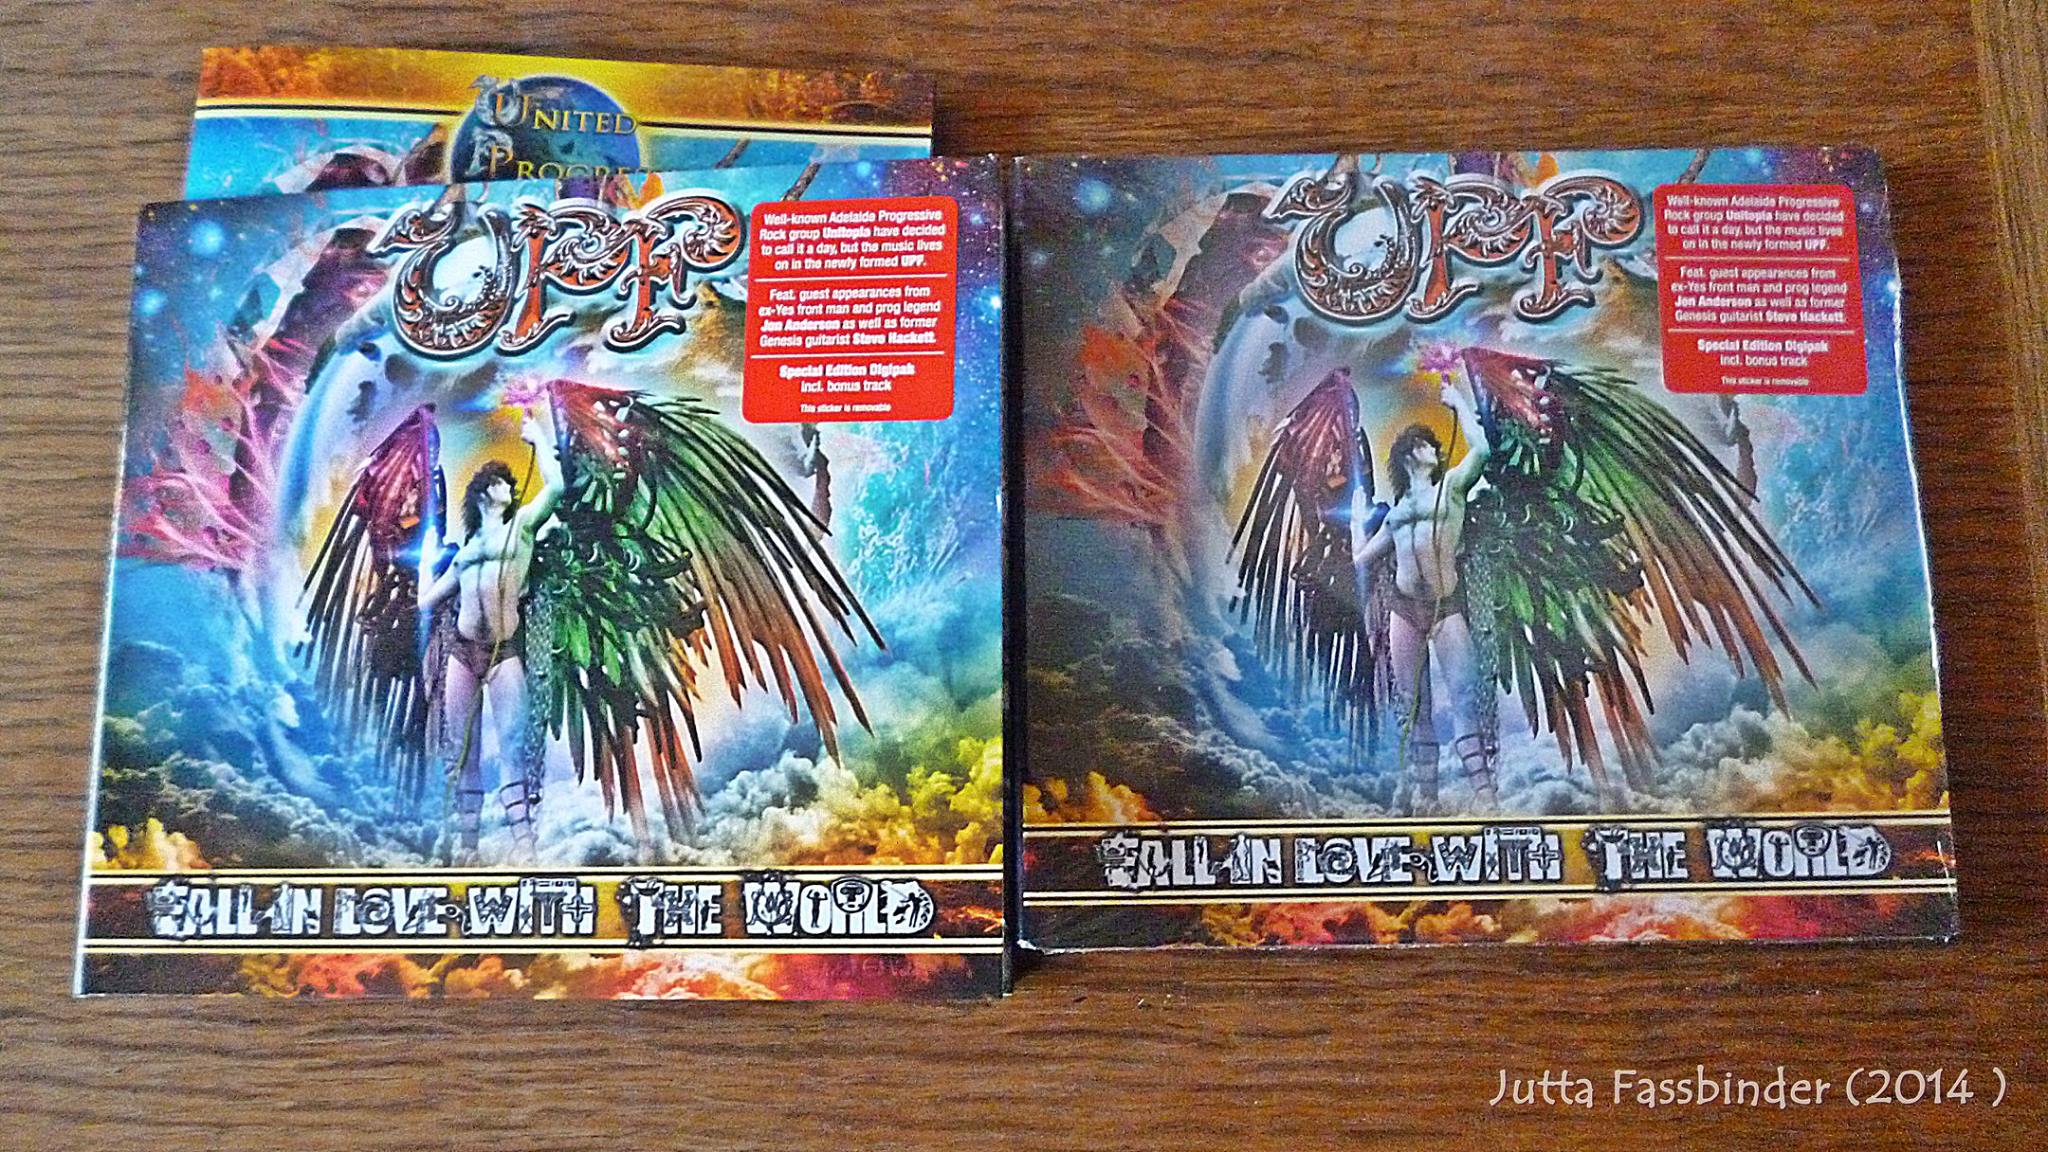 UNITED
UPF
Well-known Adelaide Progressive
Rock group Unitopia have decided
to call it a day, but the music lives
on in the newly formed UPF.
Feat. guest appearances from
ex-Yes front man and prog legend
Jon Anderson as well as former
Genesis guitarist Steve Hackett.
Special Edition Digipak
incl. bonus track
This sticker is removable
FALL IN LOVE WITH THE WORLD
UPF
Well-known Adelaide Progressive
Rock group Unitopia have decided
to call it a day, but the music lives
on in the newly formed UPF.
Feat. guest appearances from
ex-Yes front man and prog legend
Jon Anderson as well as former
Genesis guitarist Steve Hackett.
Special Edition Digipak
incl. bonus track
This sticker is removable
FALL IN LOVE WITH THE WORLD
Jutta Fassbinder (2014 )